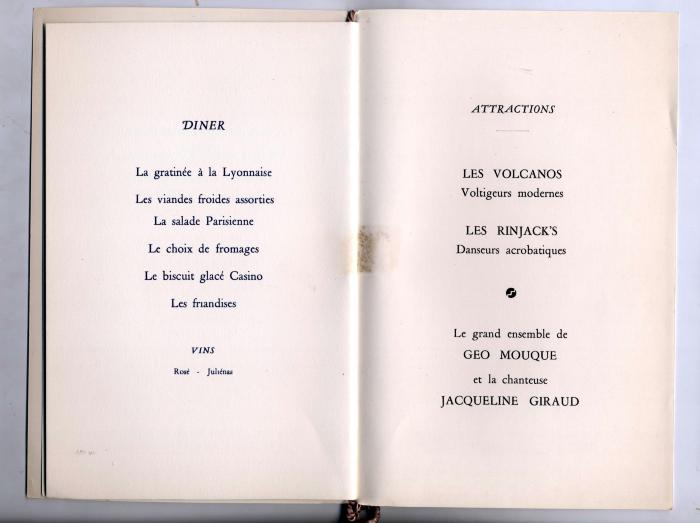 DINER
La gratinée à la Lyonnaise
Les viandes froides assorties
La salade Parisienne
Le choix de fromages
Le biscuit glacé Casino
Les friandises
VINS
Rosé - Juliénas
ATTRACTIONS
LES VOLCANOS
Voltigeurs modernes
LES RINJACK'S
Danseurs acrobatiques
Le grand ensemble de
GEO MOUQUE
et la chanteuse
JACQUELINE GIRAUD